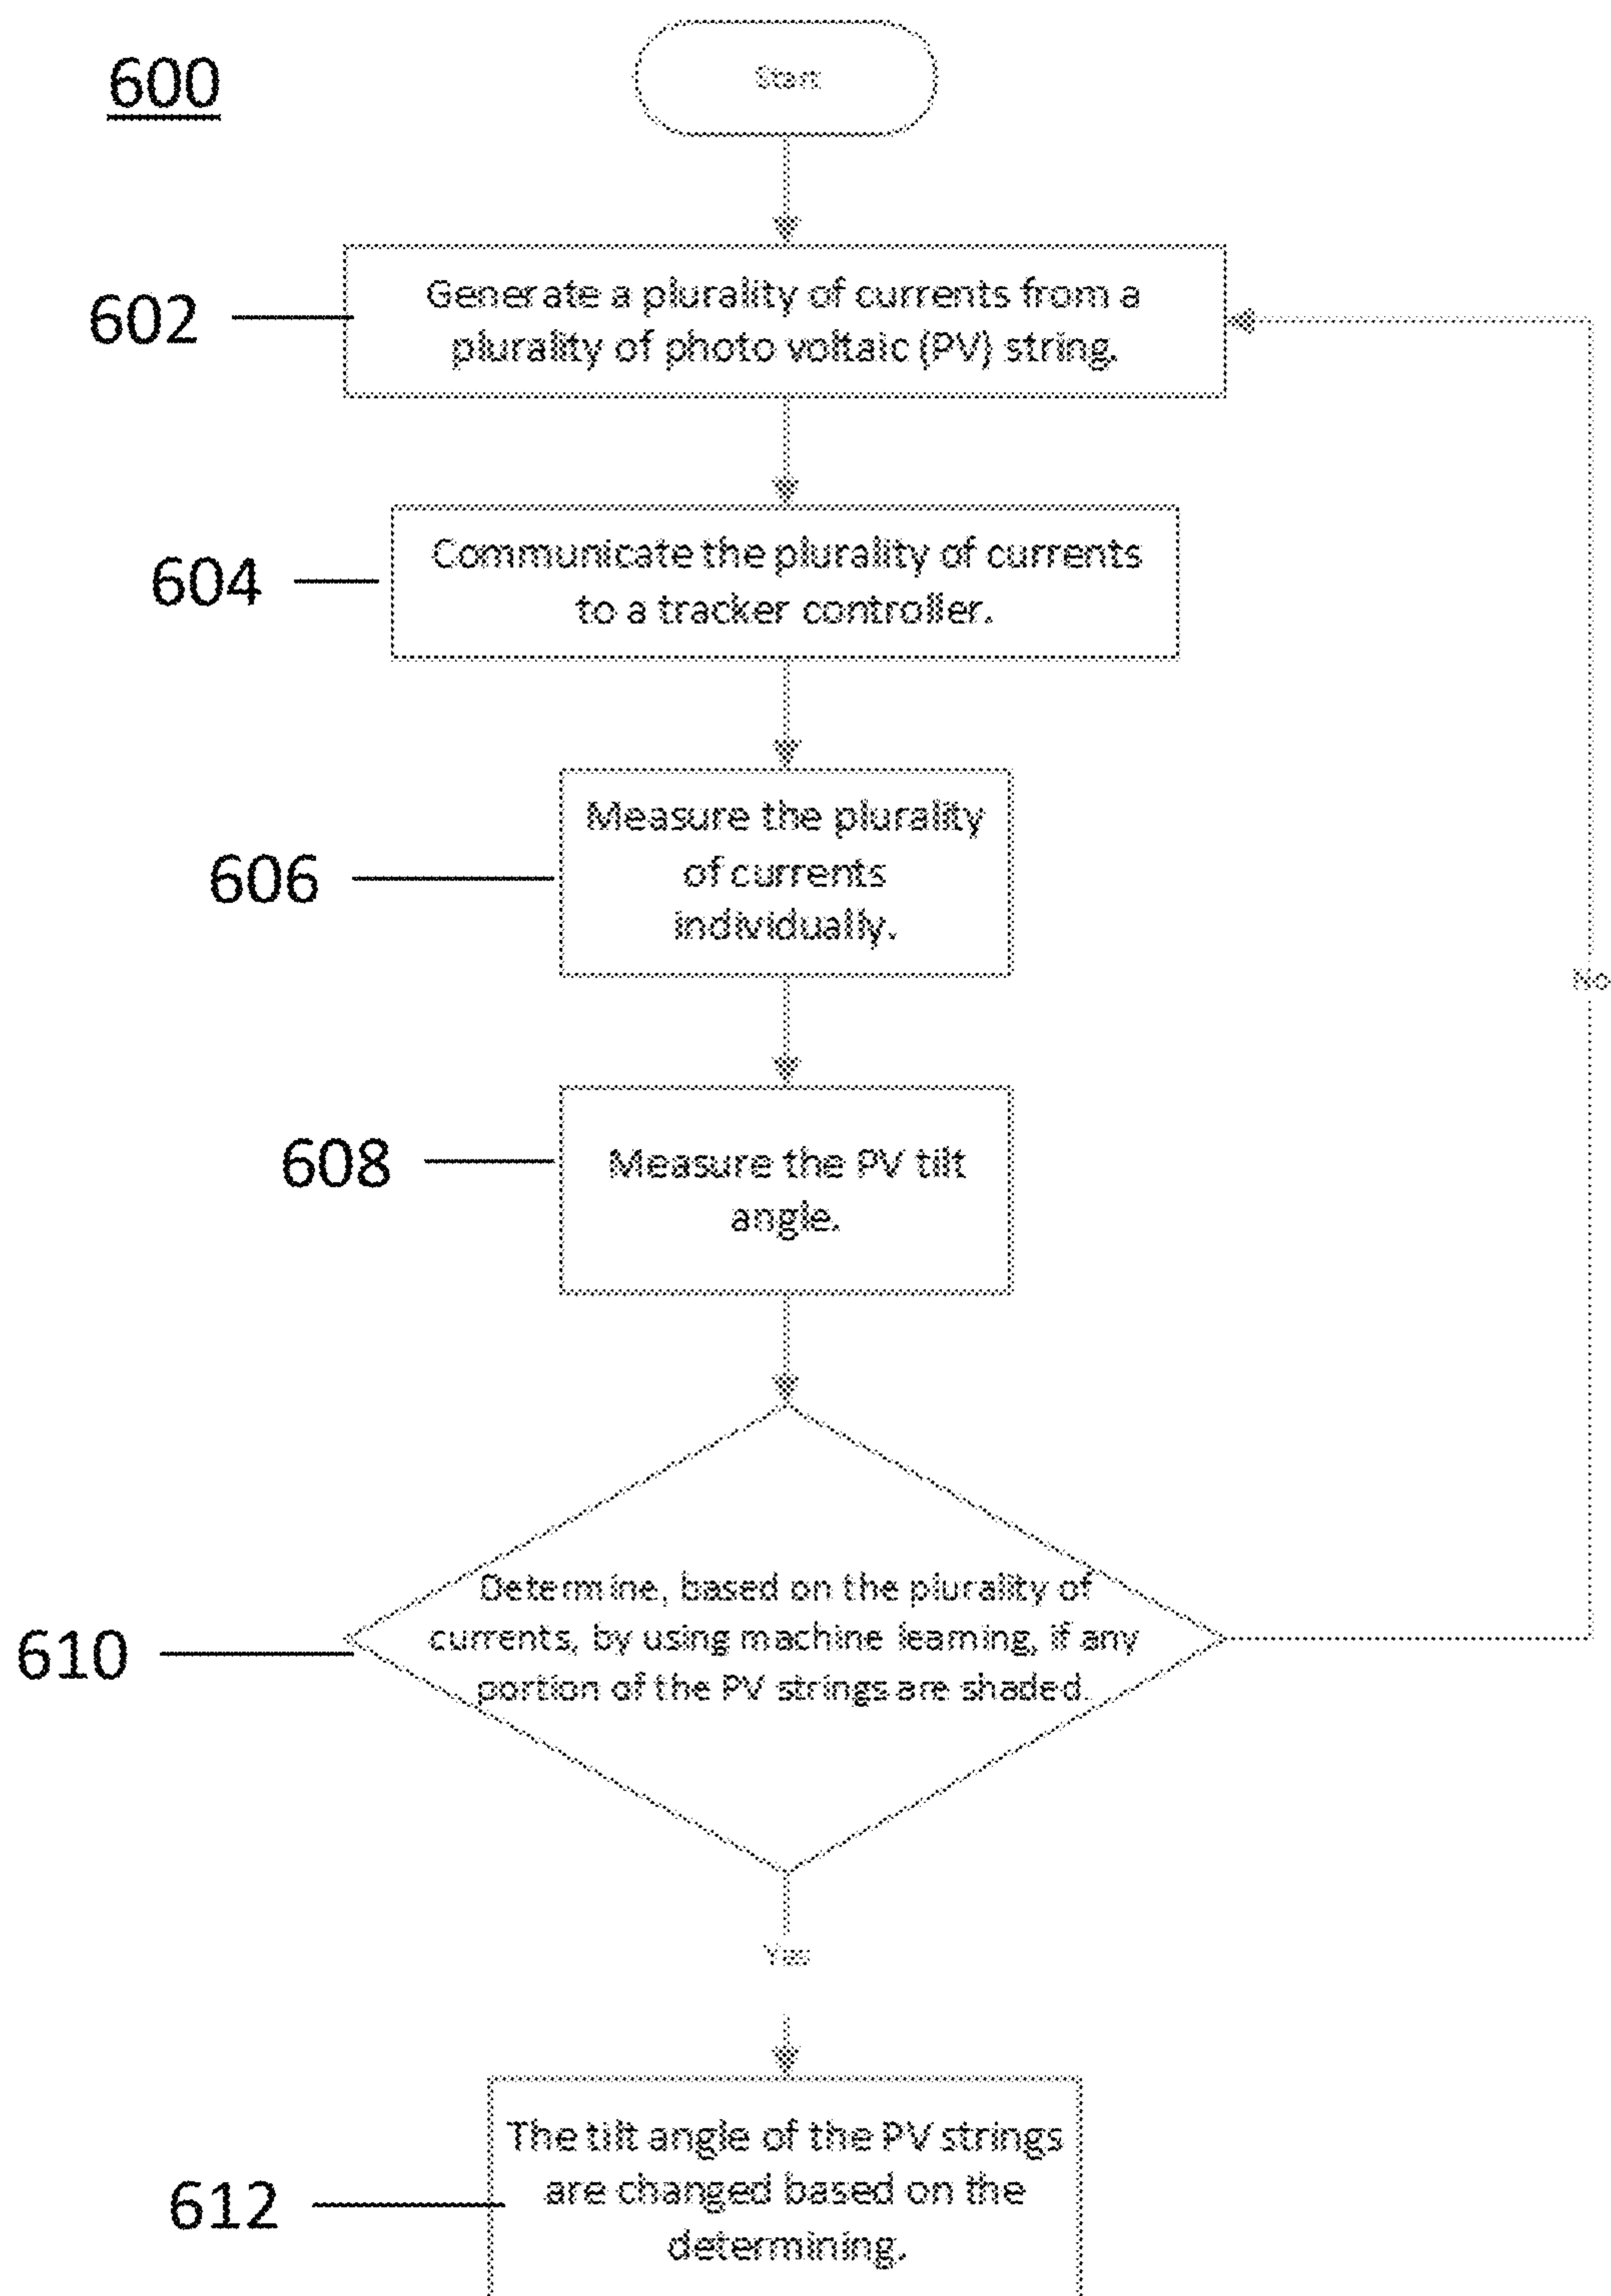 600
Start
602
Generate a plurality of currents from a
plurality of photo voltaic (PV) string.
604
Communicate the plurality of currents
to a tracker controller.
606
Measure the plurality
of currents
individually.
608
Measure the PV tilt
angle.
No
610
Determine, based on the plurality of
currents, by using machine learning, if any
portion of the PV strings are shaded.
Yes
612
The tilt angle of the PV strings
are changed based on the
determining.